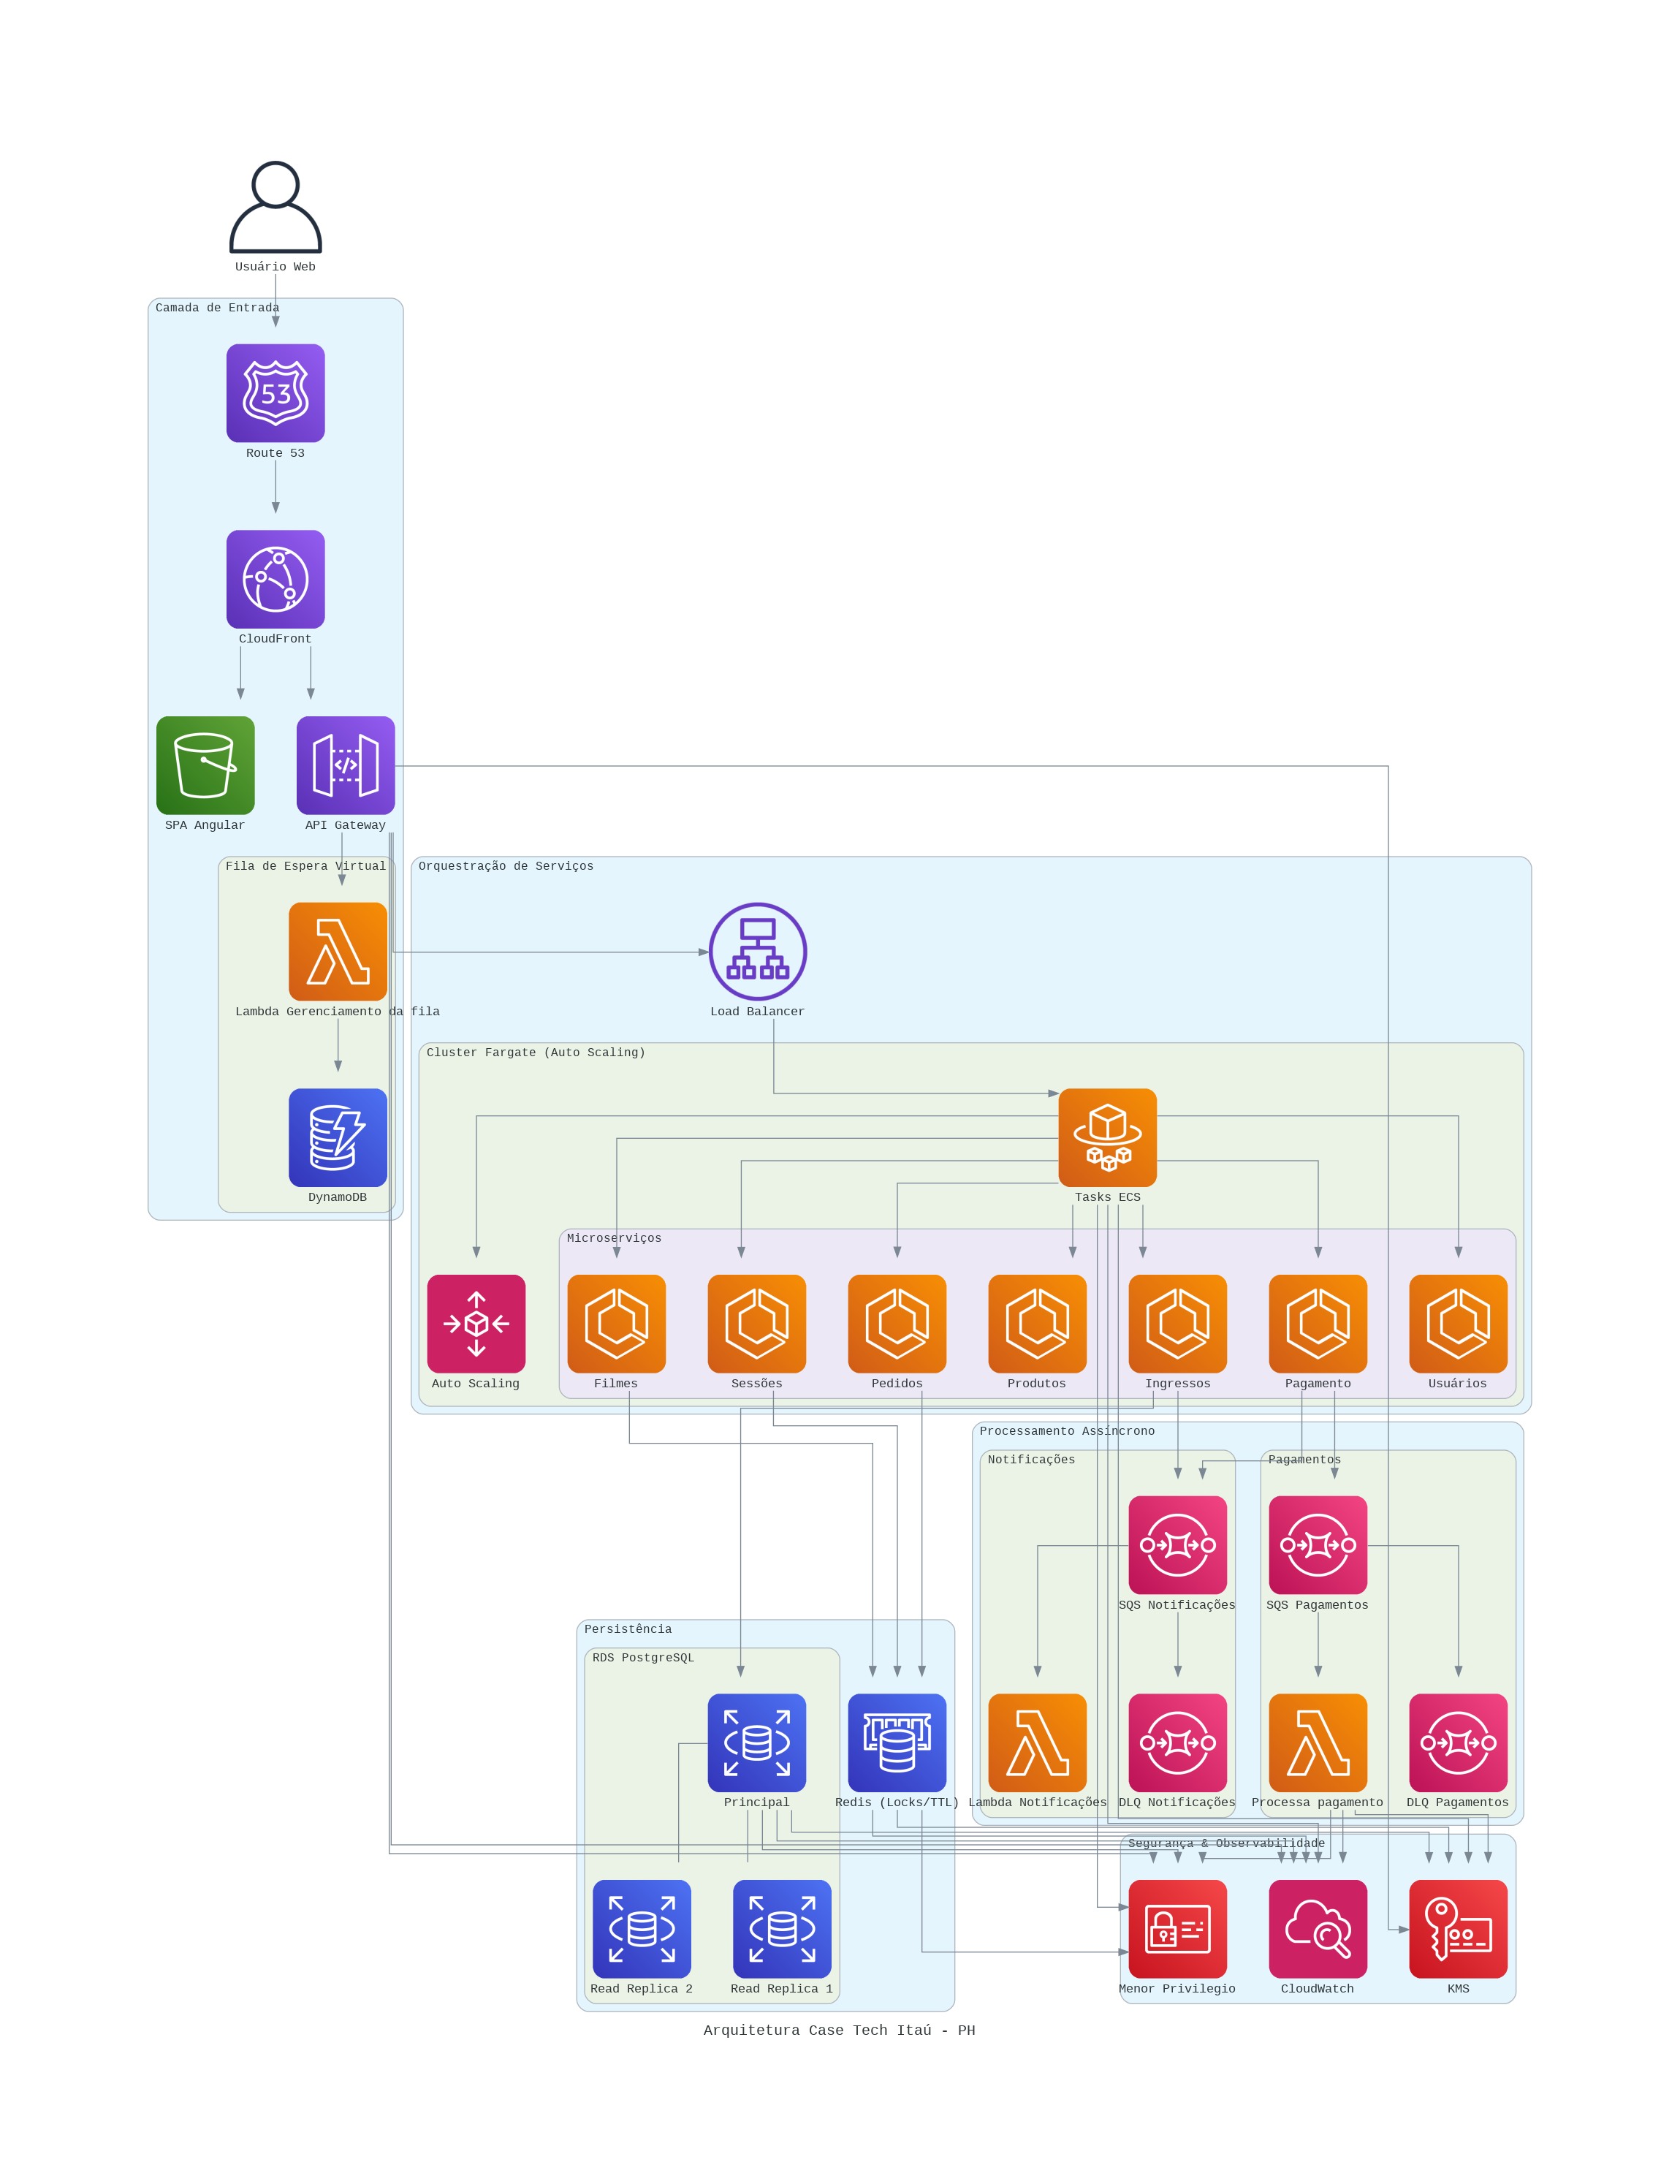 Usuário Web
Camada de Entrada
53
Route 53
CloudFront
SPA Angular
API Gateway
Fila de Espera Virtual
Orquestração de Serviços
Lambda Gerenciamento da fila
Load Balancer
Cluster Fargate (Auto Scaling)
DynamoDB
Tasks ECS
Microserviços
Auto Scaling
Filmes
Sessões
Pedidos
Produtos
Ingressos
Pagamento
Usuários
Processamento Assíncrono
Notificações
Pagamentos
SQS Notificações
SQS Pagamentos
Persistência
RDS PostgreSQL
Principal
Redis (Locks/TTL)
Lambda Notificações
DLQ Notificações
Processa pagamento
DLQ Pagamentos
Segurança & Observabilidade
Read Replica 2
Read Replica 1
Menor Privilegio
CloudWatch
KMS
Arquitetura Case Tech Itaú - PH